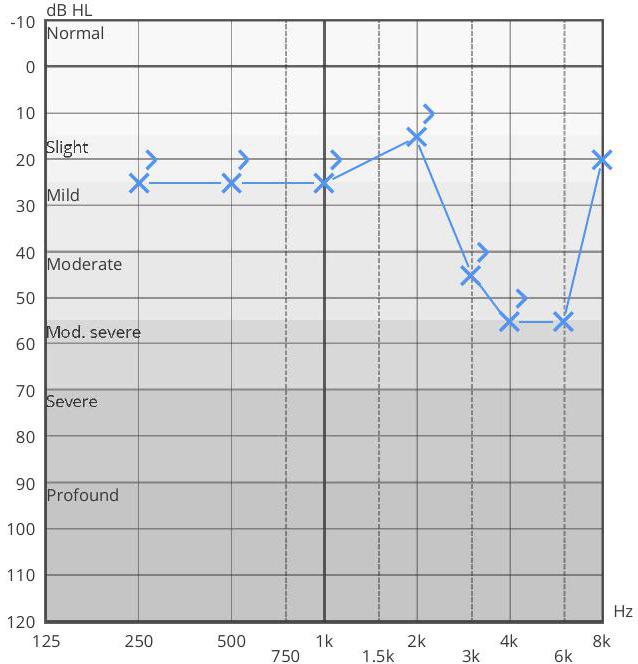 dB HL
-10
Normal
0
10
Slight
20
Mild
30
40
Moderate
50
Mod. severe
60
70
Severe
80
90
Profound
100
110
120
Hz
125 250 500 1k 2k 4k 8k
750 1.5k 3k 6k